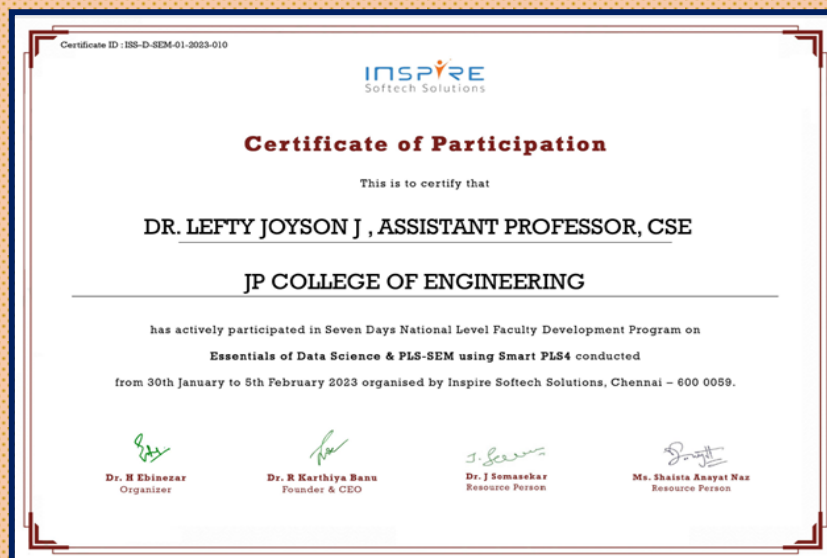 Certificate ID : ISS-D-SEM-01-2023-010
INSPIRE
Softech Solutions
Certificate of Participation
This is to certify that
DR. LEFTY JOYSON J , ASSISTANT PROFESSOR, CSE
JP COLLEGE OF ENGINEERING
has actively participated in Seven Days National Level Faculty Development Program on
Essentials of Data Science & PLS-SEM using Smart PLS4 conducted
from 30th January to 5th February 2023 organised by Inspire Softech Solutions, Chennai – 600 0059.
Dr. H Ebinezar
Organizer
Dr. R Karthiya Banu
Founder & CEO
J. Somasekar
Dr. J Somasekar
Resource Person
Ms. Shaista Anayat Naz
Resource Person